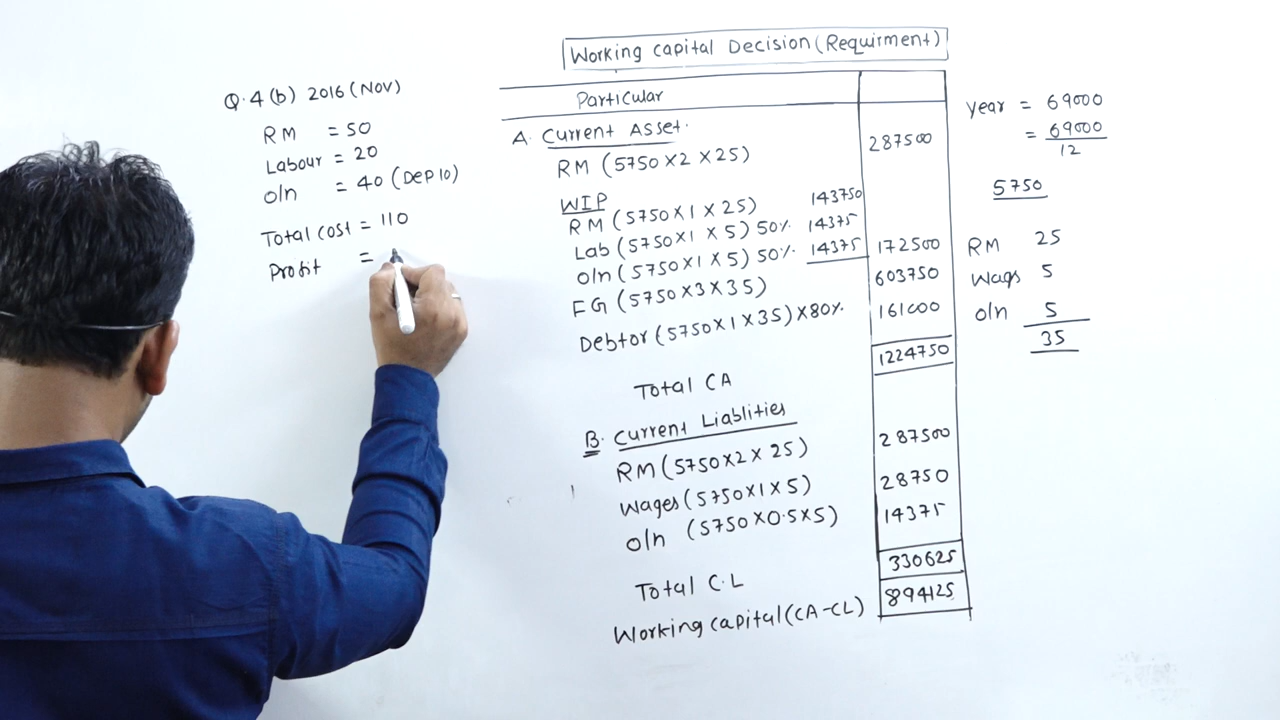 Working Capital Decision (Requirment)
Q.4 (b) 2016 (Nov)
RM = 50
Labour = 20
O/n = 40 (Dep 10)
Total cost = 110
Profit =
Particular
A. Current Asset.
RM (5750 X 2 X 25) 287500
WIP
RM (5750 X 1 X 25) 143750
Lab (5750 X 1 X 5) 50% 14375
O/n (5750 X 1 X 5) 50% 14375 172500
FG (5750 X 3 X 35) 603750
Debtor (5750 X 1 X 35) X 80% 161000
Total CA 1224750
B. Current Liablities
RM (5750 X 2 X 25) 287500
Wages (5750 X 1 X 5) 28750
O/n (5750 X 0.5 X 5) 14375
Total C.L 330625
Working capital (CA-CL) 894125
Year = 69000
= 69000
12
5750
RM 25
Wags 5
O/n 5
35